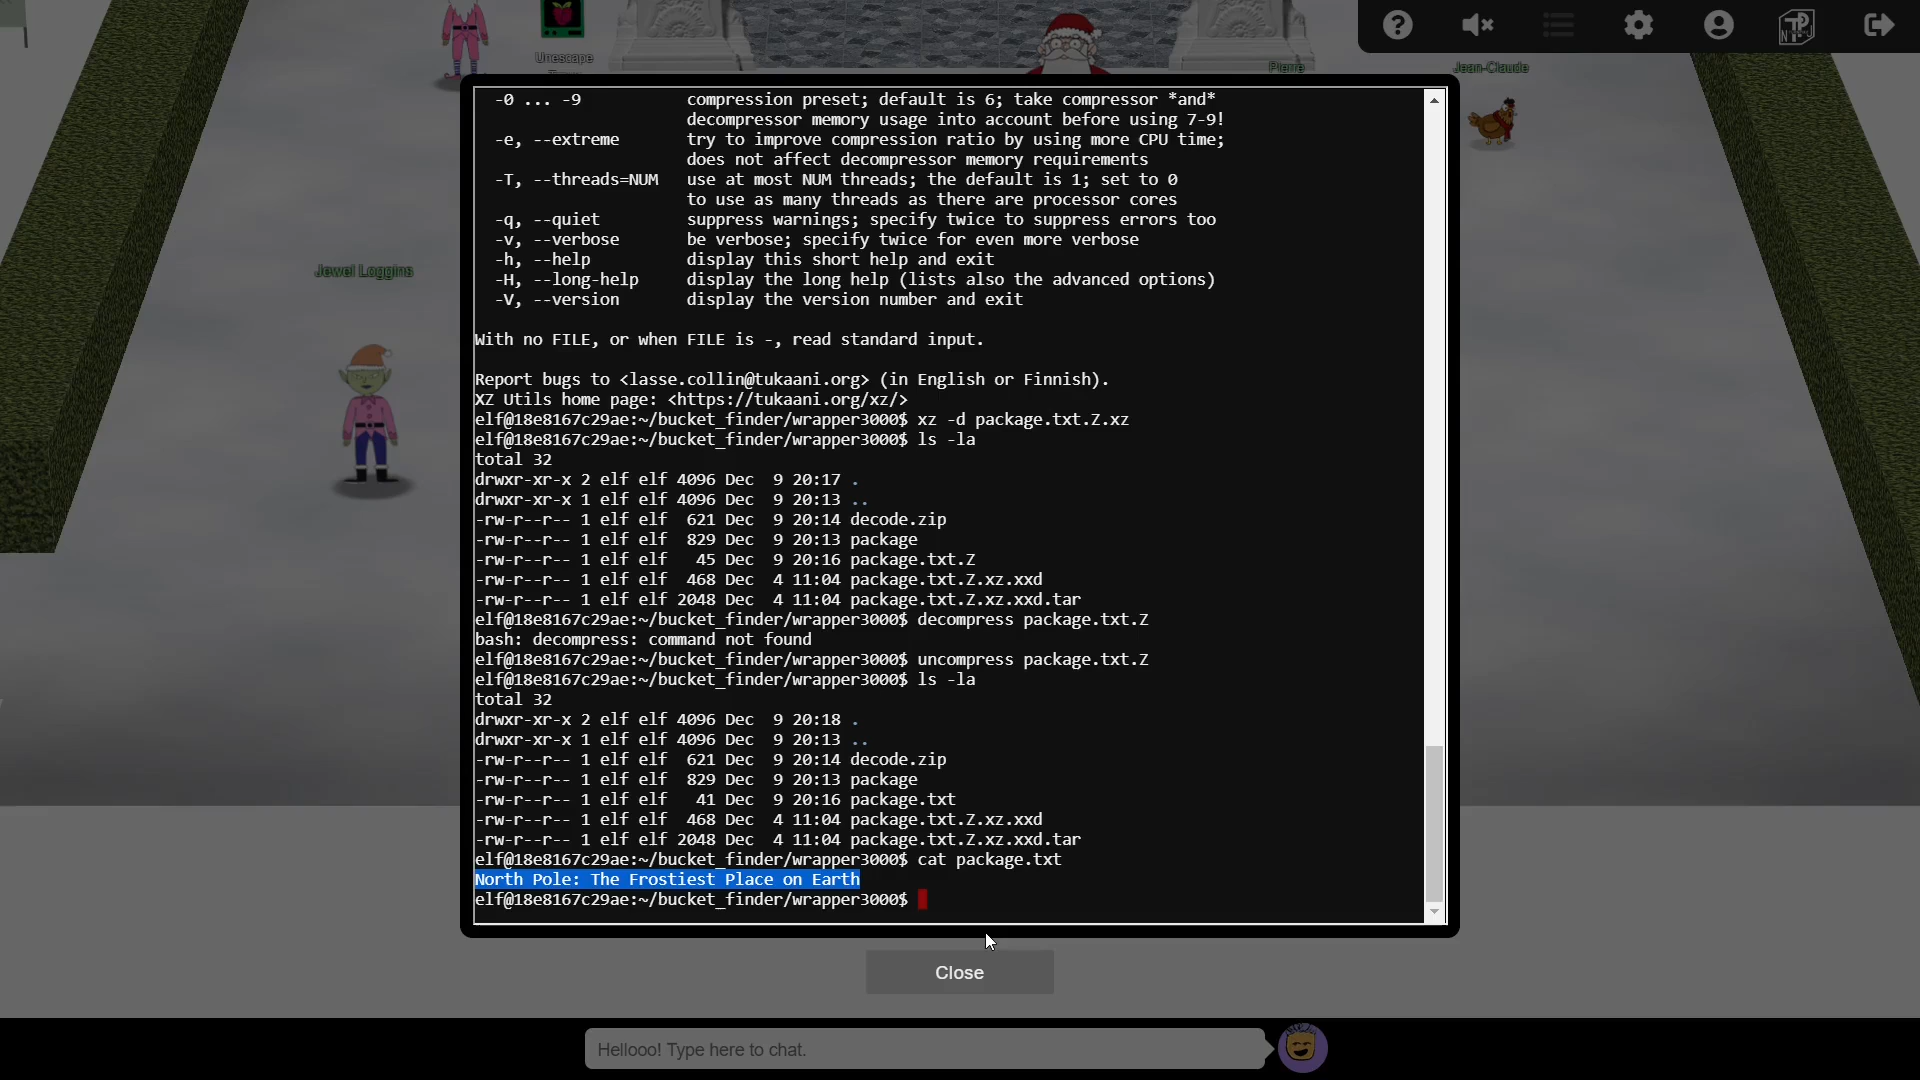 Unescape
Pierre
Jean-Claude
Jewel Loggins
-0 ... -9 compression preset; default is 6; take compressor *and*
decompressor memory usage into account before using 7-9!
-e, --extreme try to improve compression ratio by using more CPU time;
does not affect decompressor memory requirements
-T, --threads=NUM use at most NUM threads; the default is 1; set to 0
to use as many threads as there are processor cores
-q, --quiet suppress warnings; specify twice to suppress errors too
-v, --verbose be verbose; specify twice for even more verbose
-h, --help display this short help and exit
-H, --long-help display the long help (lists also the advanced options)
-V, --version display the version number and exit
With no FILE, or when FILE is -, read standard input.
Report bugs to <lasse.collin@tukaani.org> (in English or Finnish).
XZ Utils home page: <https://tukaani.org/xz/>
elf@18e8167c29ae:~/bucket_finder/wrapper3000$ xz -d package.txt.Z.xz
elf@18e8167c29ae:~/bucket_finder/wrapper3000$ ls -la
total 32
drwxr-xr-x 2 elf elf 4096 Dec  9 20:17 .
drwxr-xr-x 1 elf elf 4096 Dec  9 20:13 ..
-rw-r--r-- 1 elf elf  621 Dec  9 20:14 decode.zip
-rw-r--r-- 1 elf elf  829 Dec  9 20:13 package
-rw-r--r-- 1 elf elf   45 Dec  9 20:16 package.txt.Z
-rw-r--r-- 1 elf elf  468 Dec  4 11:04 package.txt.Z.xz.xxd
-rw-r--r-- 1 elf elf 2048 Dec  4 11:04 package.txt.Z.xz.xxd.tar
elf@18e8167c29ae:~/bucket_finder/wrapper3000$ decompress package.txt.Z
bash: decompress: command not found
elf@18e8167c29ae:~/bucket_finder/wrapper3000$ uncompress package.txt.Z
elf@18e8167c29ae:~/bucket_finder/wrapper3000$ ls -la
total 32
drwxr-xr-x 2 elf elf 4096 Dec  9 20:18 .
drwxr-xr-x 1 elf elf 4096 Dec  9 20:13 ..
-rw-r--r-- 1 elf elf  621 Dec  9 20:14 decode.zip
-rw-r--r-- 1 elf elf  829 Dec  9 20:13 package
-rw-r--r-- 1 elf elf   41 Dec  9 20:16 package.txt
-rw-r--r-- 1 elf elf  468 Dec  4 11:04 package.txt.Z.xz.xxd
-rw-r--r-- 1 elf elf 2048 Dec  4 11:04 package.txt.Z.xz.xxd.tar
elf@18e8167c29ae:~/bucket_finder/wrapper3000$ cat package.txt
North Pole: The Frostiest Place on Earth
elf@18e8167c29ae:~/bucket_finder/wrapper3000$
Close
Hellooo! Type here to chat.